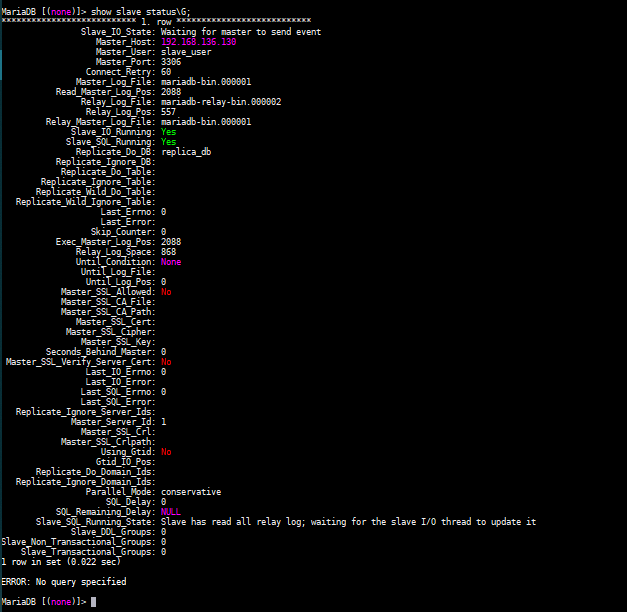 MariaDB [(none)]> show slave status\G;
*************************** 1. row ***************************
Slave_IO_State: Waiting for master to send event
Master_Host: 192.168.136.130
Master_User: slave_user
Master_Port: 3306
Connect_Retry: 60
Master_Log_File: mariadb-bin.000001
Read_Master_Log_Pos: 2088
Relay_Log_File: mariadb-relay-bin.000002
Relay_Log_Pos: 557
Relay_Master_Log_File: mariadb-bin.000001
Slave_IO_Running: Yes
Slave_SQL_Running: Yes
Replicate_Do_DB: replica_db
Replicate_Ignore_DB:
Replicate_Do_Table:
Replicate_Ignore_Table:
Replicate_Wild_Do_Table:
Replicate_Wild_Ignore_Table:
Last_Errno: 0
Last_Error:
Skip_Counter: 0
Exec_Master_Log_Pos: 2088
Relay_Log_Space: 868
Until_Condition: None
Until_Log_File:
Until_Log_Pos: 0
Master_SSL_Allowed: No
Master_SSL_CA_File:
Master_SSL_CA_Path:
Master_SSL_Cert:
Master_SSL_Cipher:
Master_SSL_Key:
Seconds_Behind_Master: 0
Master_SSL_Verify_Server_Cert: No
Last_IO_Errno: 0
Last_IO_Error:
Last_SQL_Errno: 0
Last_SQL_Error:
Replicate_Ignore_Server_Ids:
Master_Server_Id: 1
Master_SSL_Crl:
Master_SSL_Crlpath:
Using_Gtid: No
Gtid_IO_Pos:
Replicate_Do_Domain_Ids:
Replicate_Ignore_Domain_Ids:
Parallel_Mode: conservative
SQL_Delay: 0
SQL_Remaining_Delay: NULL
Slave_SQL_Running_State: Slave has read all relay log; waiting for the slave I/O thread to update it
Slave_DDL_Groups: 0
Slave_Non_Transactional_Groups: 0
Slave_Transactional_Groups: 0
1 row in set (0.022 sec)
ERROR: No query specified
MariaDB [(none)]>